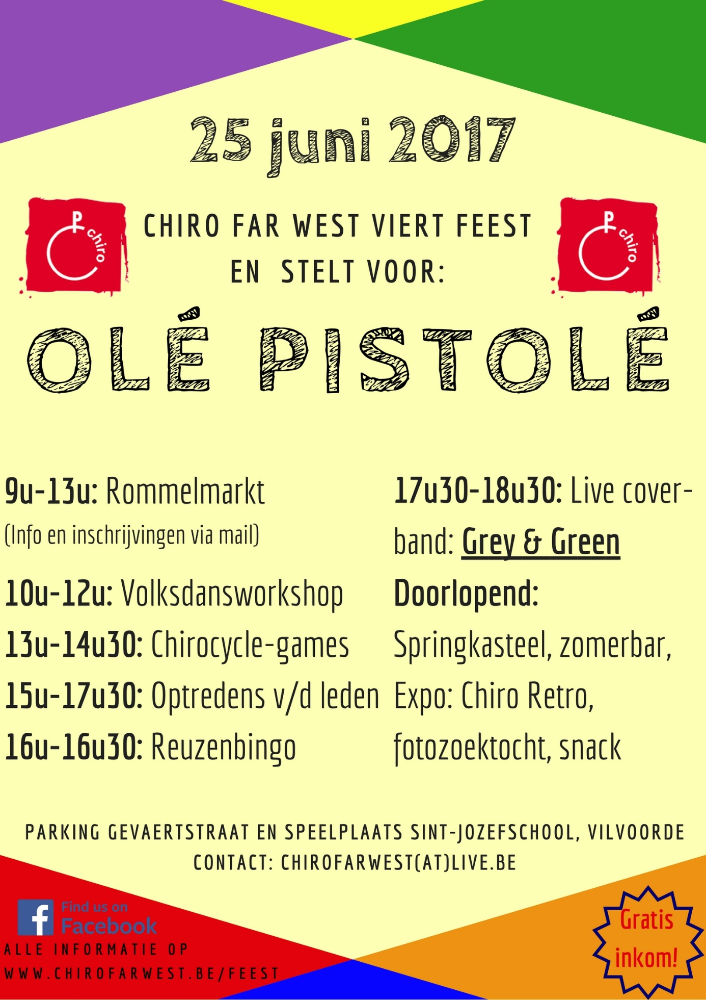 25 juni 2017
P chiro
CHIRO FAR WEST VIERT FEEST
EN STELT VOOR:
P chiro
OLÉ PISTOLÉ
9u-13u: Rommelmarkt
(Info en inschrijvingen via mail)
10u-12u: Volksdansworkshop
13u-14u30: Chirocycle-games
15u-17u30: Optredens v/d leden
16u-16u30: Reuzenbingo
17u30-18u30: Live cover-
band: Grey & Green
Doorlopend:
Springkasteel, zomerbar,
Expo: Chiro Retro,
fotozoektocht, snack
PARKING GEVAERTSTRAAT EN SPEELPLAATS SINT-JOZEFSCHOOL, VILVOORDE
CONTACT: CHIROFARWEST(AT)LIVE.BE
f Find us on
Facebook
ALLE INFORMATIE OP
WWW.CHIROFARWEST.BE/FEEST
Gratis
inkom!